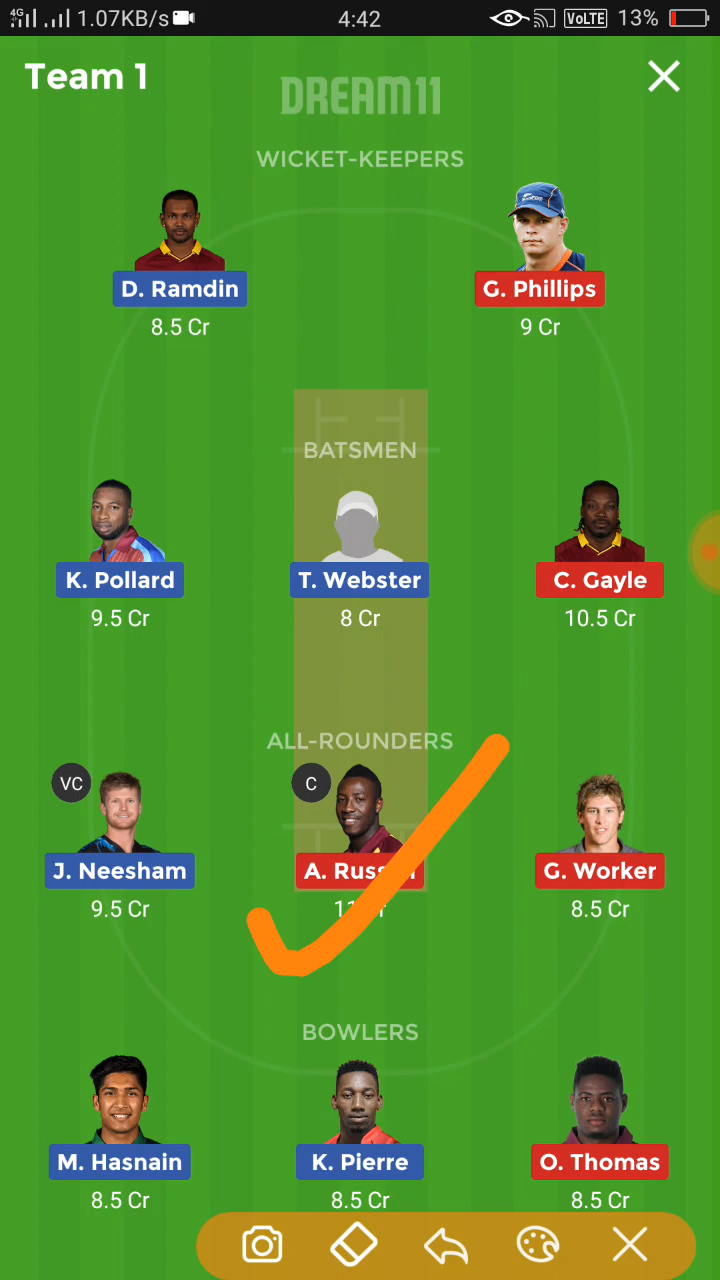 4G 1.07KB/s 4:42 VoLTE 13%
Team 1
DREAM11
WICKET-KEEPERS
D. Ramdin G. Phillips
8.5 Cr 9 Cr
BATSMEN
K. Pollard T. Webster C. Gayle
9.5 Cr 8 Cr 10.5 Cr
ALL-ROUNDERS
VC C
J. Neesham A. G. Worker
9.5 Cr 8.5 Cr
BOWLERS
M. Hasnain K. Pierre O. Thomas
8.5 Cr 8.5 Cr 8.5 Cr